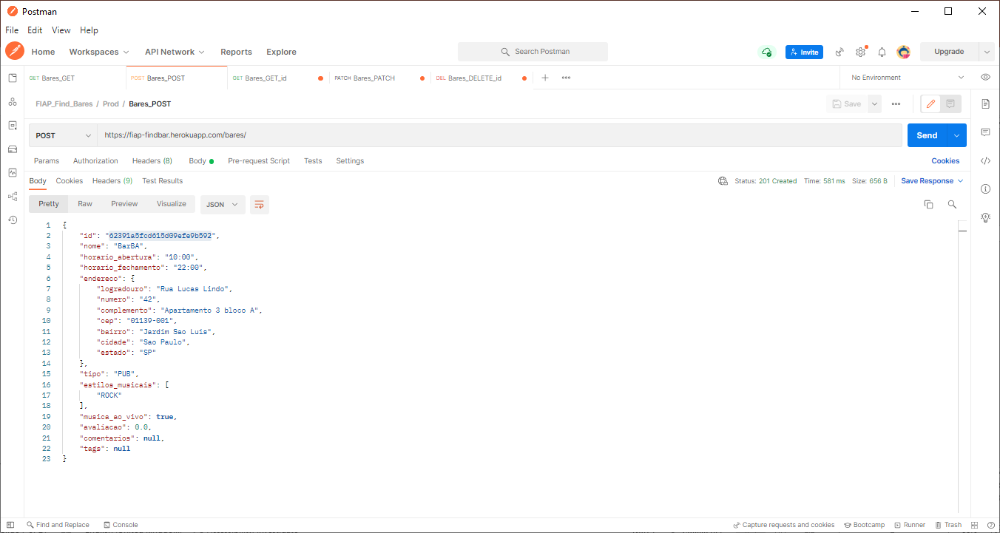 Postman
File Edit View Help
Home Workspaces API Network Reports Explore Search Postman Invite Upgrade
GET Bares_GET POST Bares_POST GET Bares_GET_id PATCH Bares_PATCH DEL Bares_DELETE_id No Environment
FIAP_Find_Bares / Prod / Bares_POST Save
POST https://fiap-findbar.herokuapp.com/bares/ Send
Params Authorization Headers (8) Body Pre-request Script Tests Settings Cookies
Body Cookies Headers (9) Test Results Status: 201 Created Time: 581 ms Size: 656 B Save Response
Pretty Raw Preview Visualize JSON
1 {
2 "id": "62391a5fcd615d09efe9b592",
3 "nome": "BarBA",
4 "horario_abertura": "10:00",
5 "horario_fechamento": "22:00",
6 "endereco": {
7 "logradouro": "Rua Lucas Lindo",
8 "numero": "42",
9 "complemento": "Apartamento 3 bloco A",
10 "cep": "01139-001",
11 "bairro": "Jardim Sao Luis",
12 "cidade": "Sao Paulo",
13 "estado": "SP"
14 },
15 "tipo": "PUB",
16 "estilos_musicais": [
17 "ROCK"
18 ],
19 "musica_ao_vivo": true,
20 "avaliacao": 0.0,
21 "comentarios": null,
22 "tags": null
23 }
Find and Replace Console Capture requests and cookies Bootcamp Runner Trash